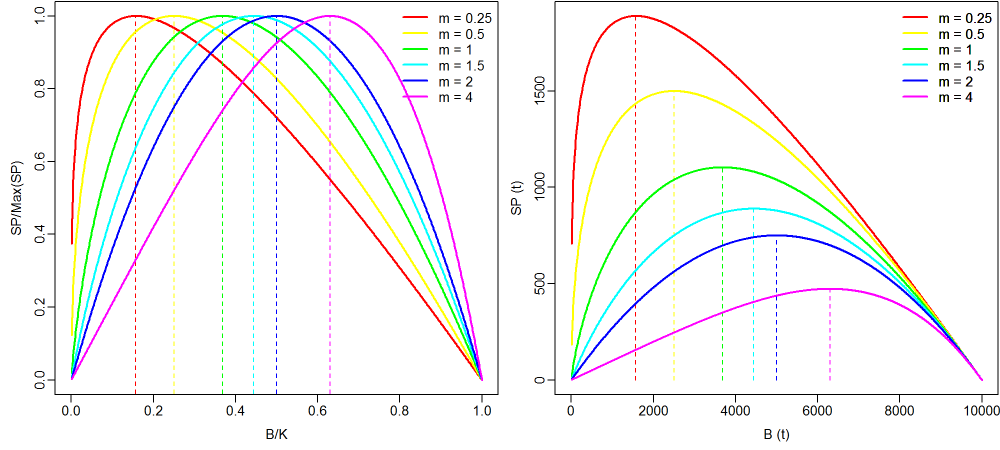 SP/Max(SP)
1.0
0.8
0.6
0.4
0.2
0.0
m = 0.25
m = 0.5
m = 1
m = 1.5
m = 2
m = 4
0.0 0.2 0.4 0.6 0.8 1.0
B/K
SP (t)
1500
1000
500
0
m = 0.25
m = 0.5
m = 1
m = 1.5
m = 2
m = 4
0 2000 4000 6000 8000 10000
B (t)